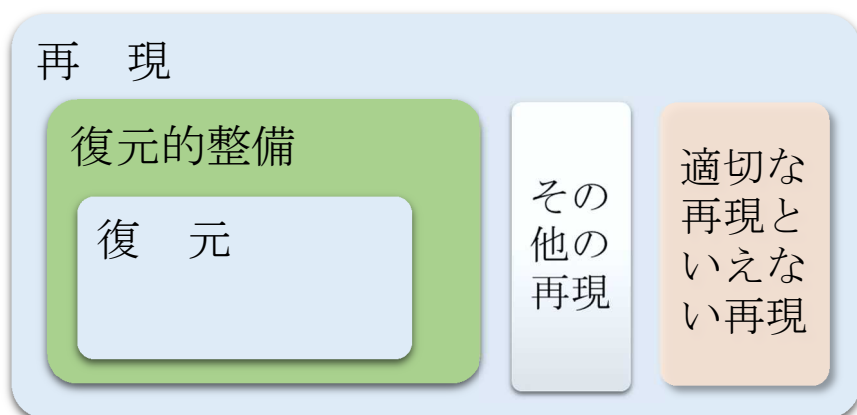 再　現
復元的整備
復　元
その
他の
再現
適切な
再現と
いえな
い再現